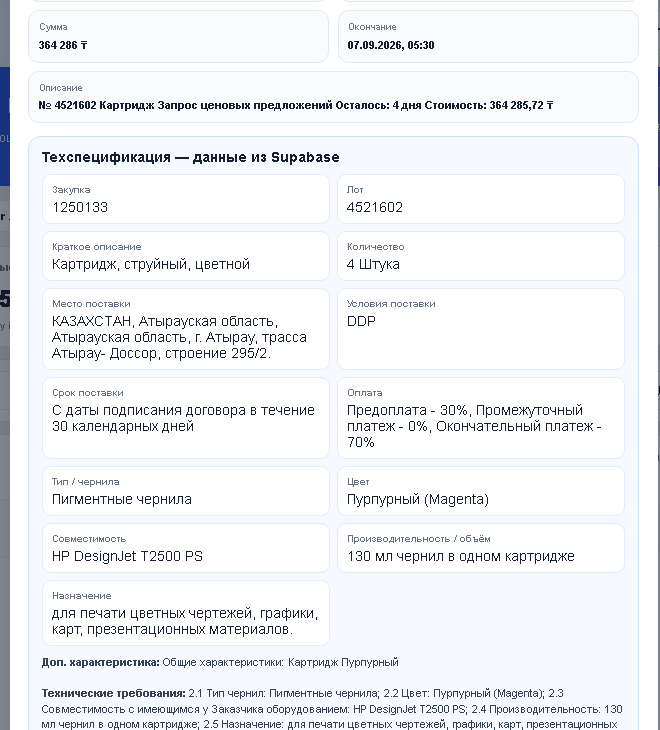 Сумма
364 286 ₸
Окончание
07.09.2026, 05:30
Описание
№ 4521602 Картридж Запрос ценовых предложений Осталось: 4 дня Стоимость: 364 285,72 ₸
Техспецификация — данные из Supabase
Закупка
1250133
Лот
4521602
Краткое описание
Картридж, струйный, цветной
Количество
4 Штука
Место поставки
КАЗАХСТАН, Атырауская область,
Атырауская область, г. Атырау, трасса
Атырау- Доссор, строение 295/2.
Условия поставки
DDP
Срок поставки
С даты подписания договора в течение
30 календарных дней
Оплата
Предоплата - 30%, Промежуточный
платеж - 0%, Окончательный платеж -
70%
Тип / чернила
Пигментные чернила
Цвет
Пурпурный (Magenta)
Совместимость
HP DesignJet T2500 PS
Производительность / объём
130 мл чернил в одном картридже
Назначение
для печати цветных чертежей, графики,
карт, презентационных материалов.
Доп. характеристика: Общие характеристики: Картридж Пурпурный
Технические требования: 2.1 Тип чернил: Пигментные чернила; 2.2 Цвет: Пурпурный (Magenta); 2.3
Совместимость с имеющимся у Заказчика оборудованием: HP DesignJet T2500 PS; 2.4 Производительность: 130
мл чернил в одном картридже; 2.5 Назначение: для печати цветных чертежей, графики, карт, презентационных